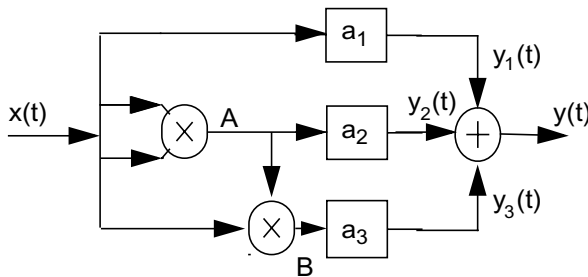 a1
y1(t)
x(t)
×
A
a2
y2(t)
+
y(t)
×
B
a3
y3(t)